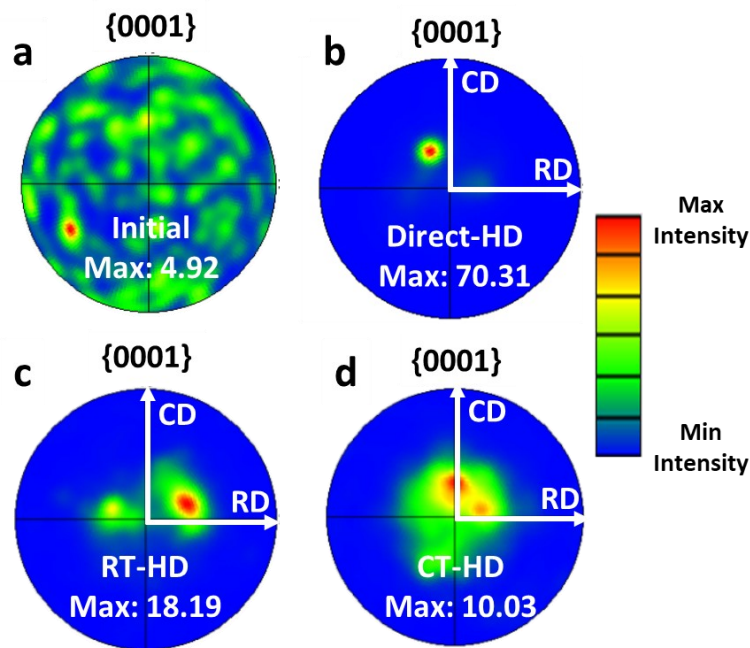 {0001}
a
Initial
Max: 4.92
{0001}
b
CD
RD
Direct-HD
Max: 70.31
Max
Intensity
Min
Intensity
{0001}
c
CD
RD
RT-HD
Max: 18.19
{0001}
d
CD
RD
CT-HD
Max: 10.03